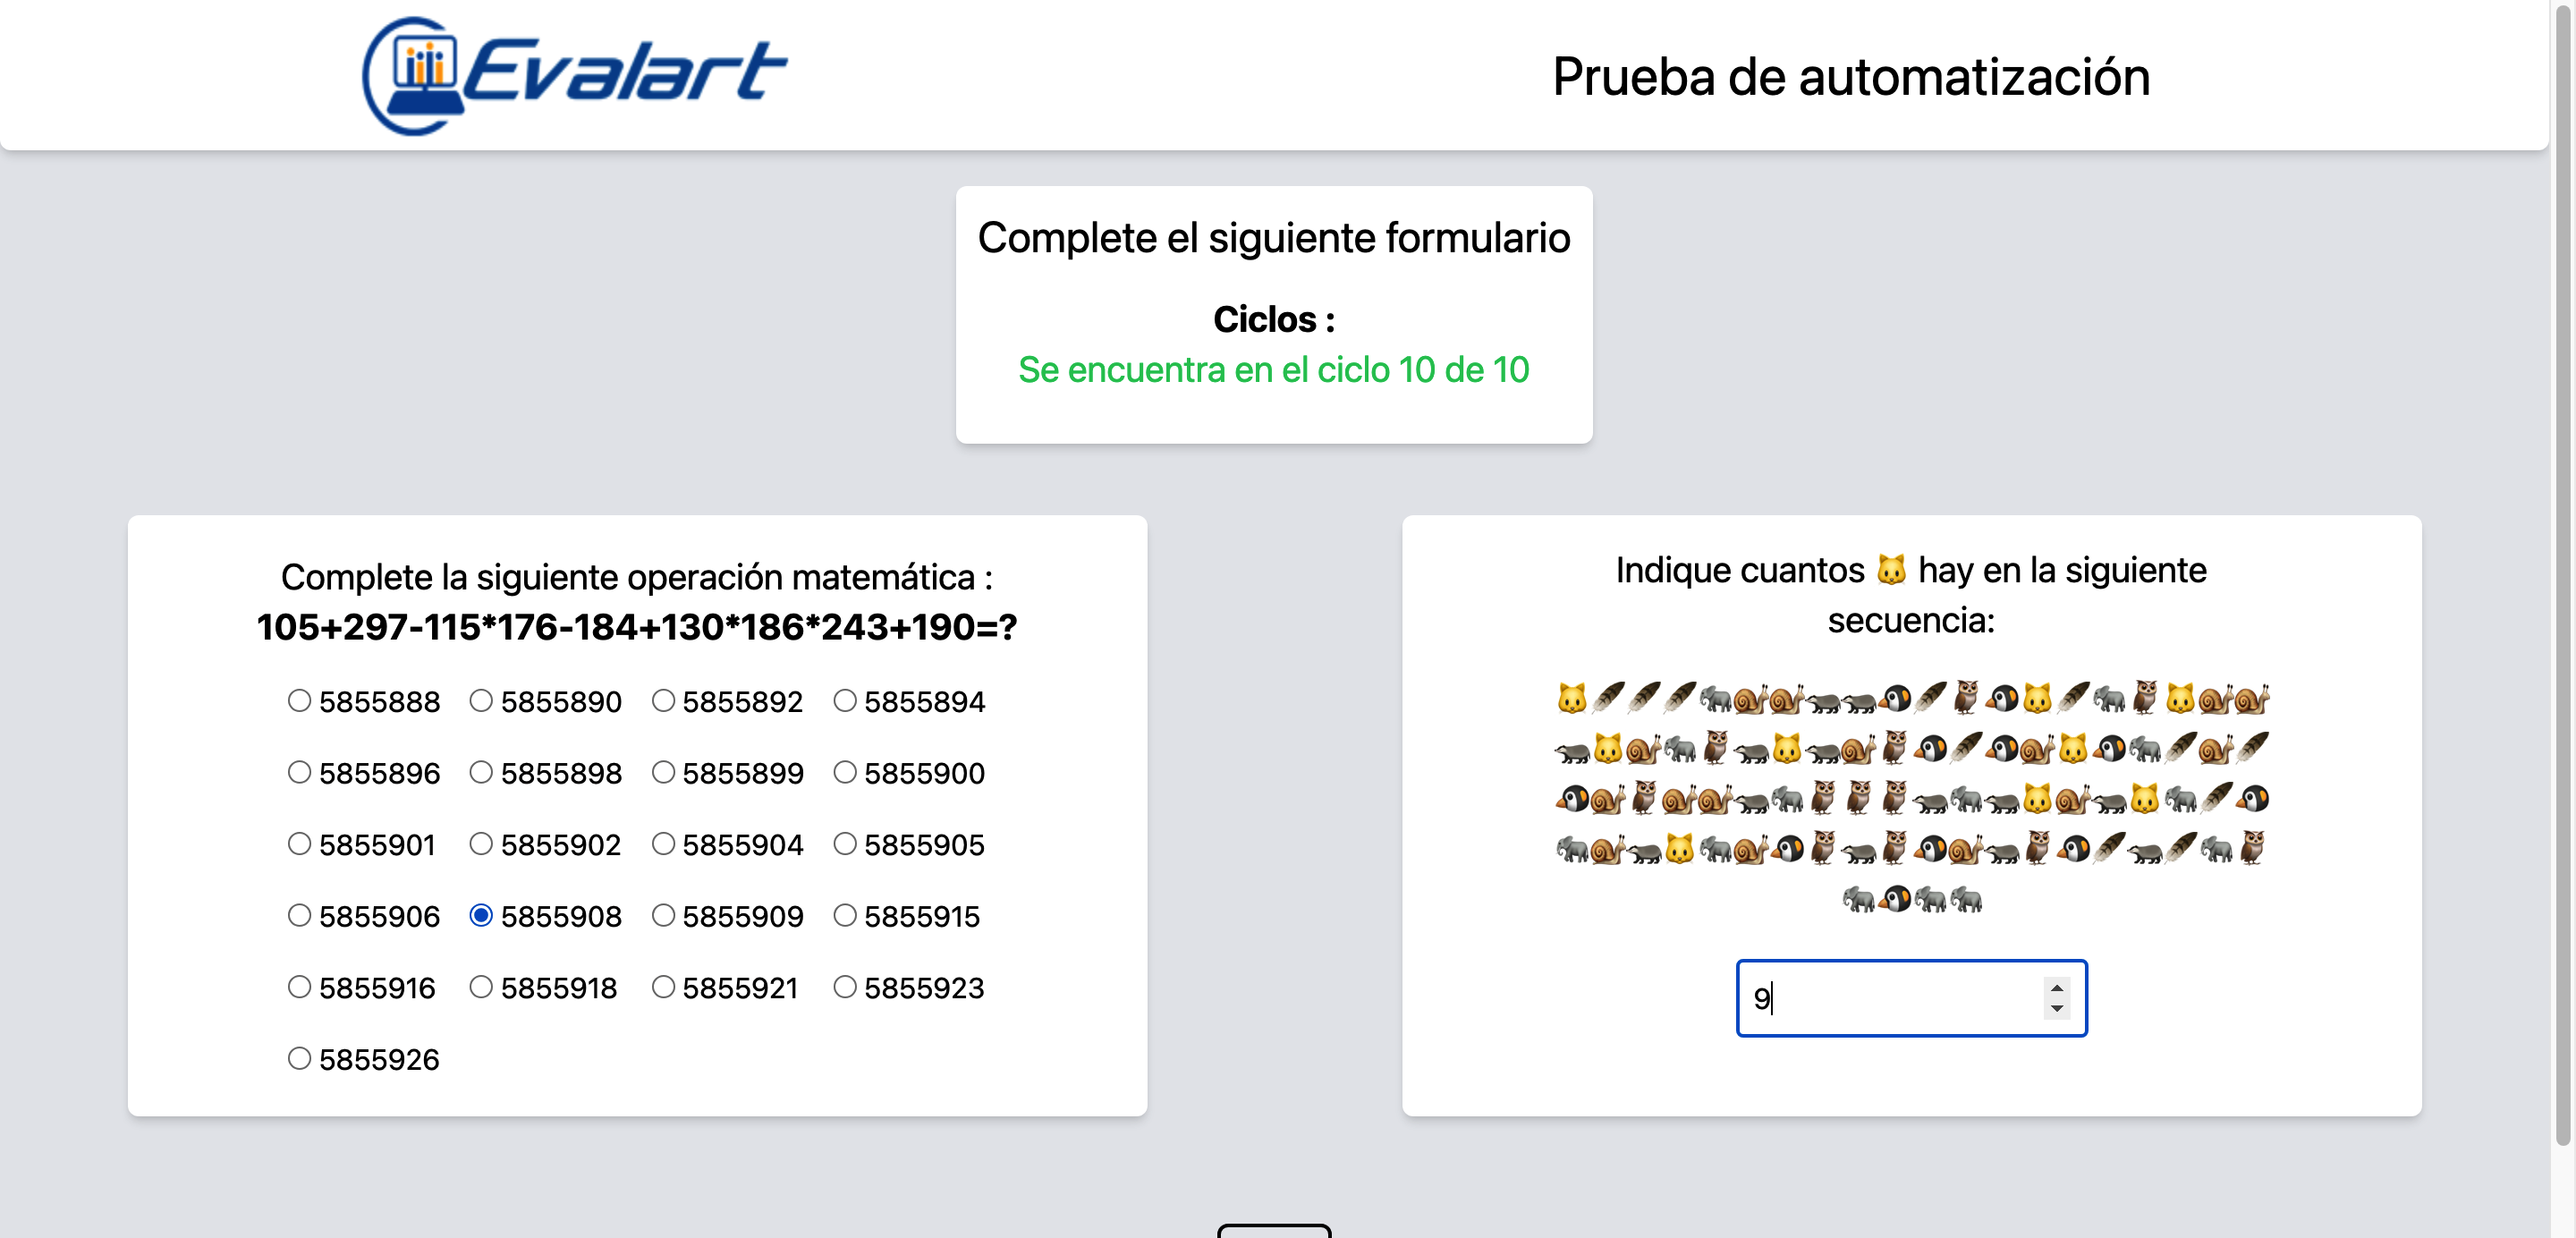 Evalart
Prueba de automatización
Complete el siguiente formulario
Ciclos :
Se encuentra en el ciclo 10 de 10
Complete la siguiente operación matemática :
105+297-115*176-184+130*186*243+190=?
5855888 5855890 5855892 5855894
5855896 5855898 5855899 5855900
5855901 5855902 5855904 5855905
5855906 5855908 5855909 5855915
5855916 5855918 5855921 5855923
5855926
Indique cuantos 🐱 hay en la siguiente
secuencia:
9